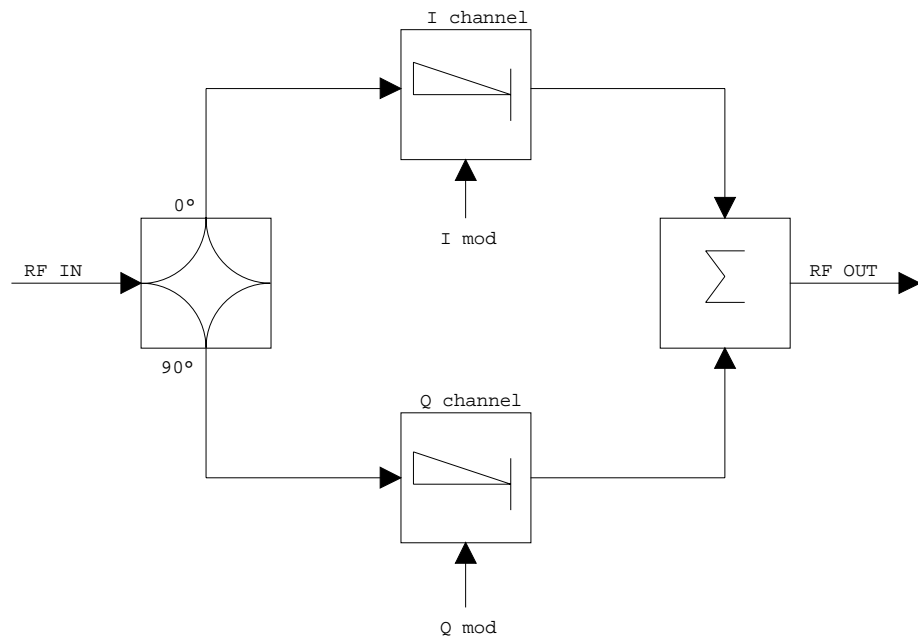 I channel
0°
I mod
RF IN
Σ
RF OUT
90°
Q channel
Q mod